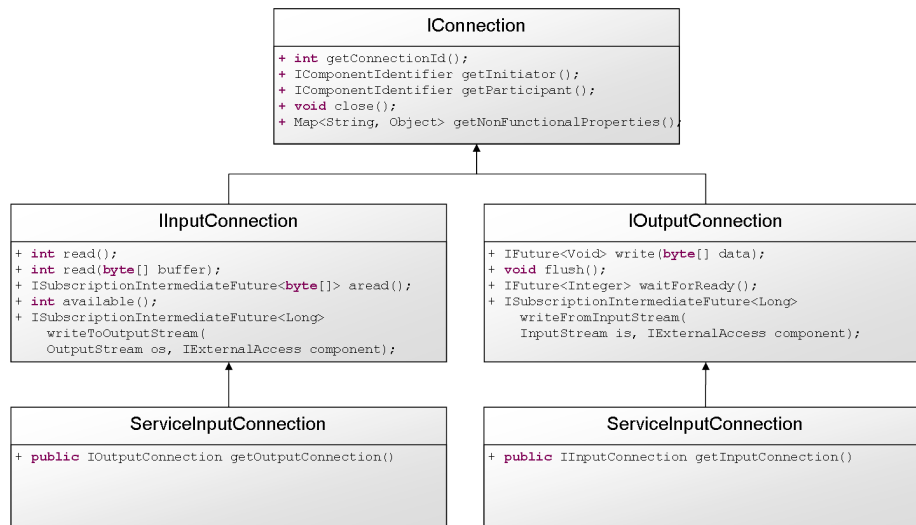 IConnection
+ int getConnectionId();
+ IComponentIdentifier getInitiator();
+ IComponentIdentifier getParticipant();
+ void close();
+ Map<String, Object> getNonFunctionalProperties();
IInputConnection
+ int read();
+ int read(byte[] buffer);
+ ISubscriptionIntermediateFuture<byte[]> aread();
+ int available();
+ ISubscriptionIntermediateFuture<Long>
writeToOutputStream(
OutputStream os, IExternalAccess component);
IOutputConnection
+ IFuture<Void> write(byte[] data);
+ void flush();
+ IFuture<Integer> waitForReady();
+ ISubscriptionIntermediateFuture<Long>
writeFromInputStream(
InputStream is, IExternalAccess component);
ServiceInputConnection
+ public IOutputConnection getOutputConnection()
ServiceInputConnection
+ public IInputConnection getInputConnection()